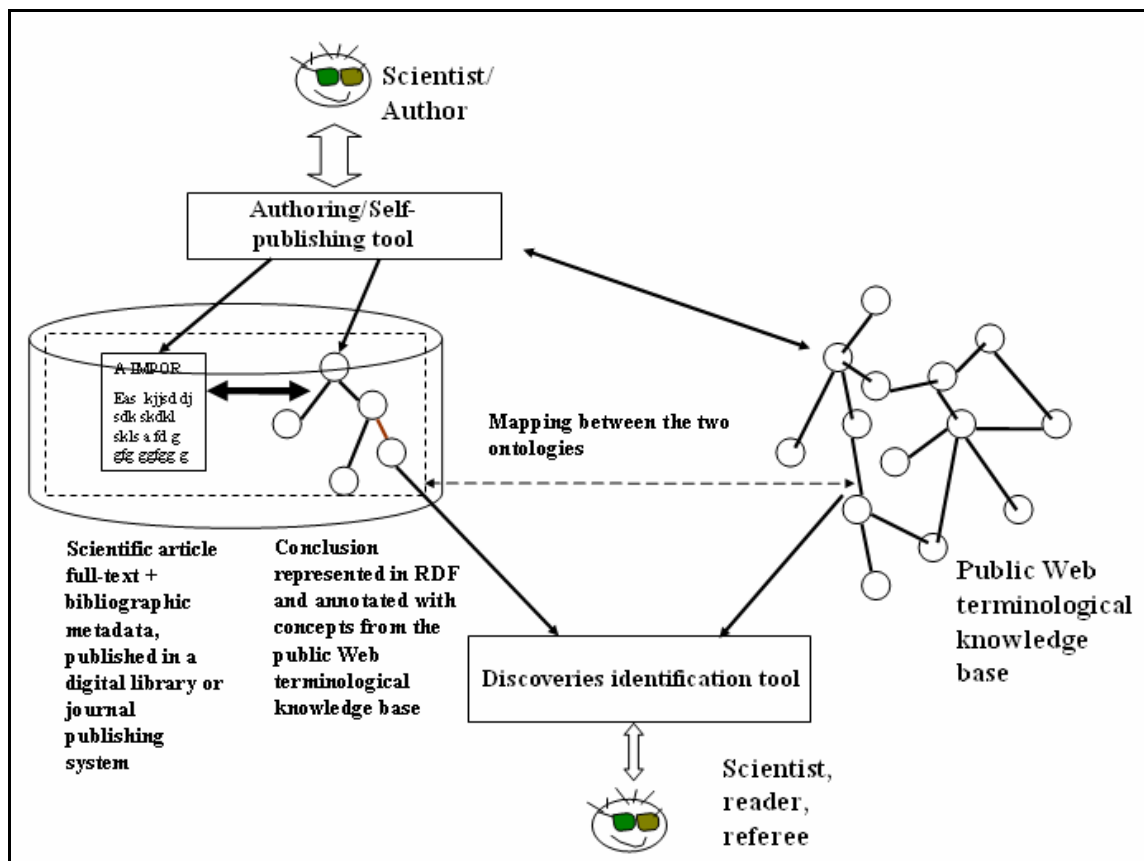 Scientist/
Author
Authoring/Self-
publishing tool
A IMPOR
Eas kjjsd dj
sdk skdkl
skls a fd g
gfg ggfgg g
Mapping between the two
ontologies
Scientific article
full-text +
bibliographic
metadata,
published in a
digital library or
journal
publishing
system
Conclusion
represented in RDF
and annotated with
concepts from the
public Web
terminological
knowledge base
Public Web
terminological
knowledge
base
Discoveries identification tool
Scientist,
reader,
referee